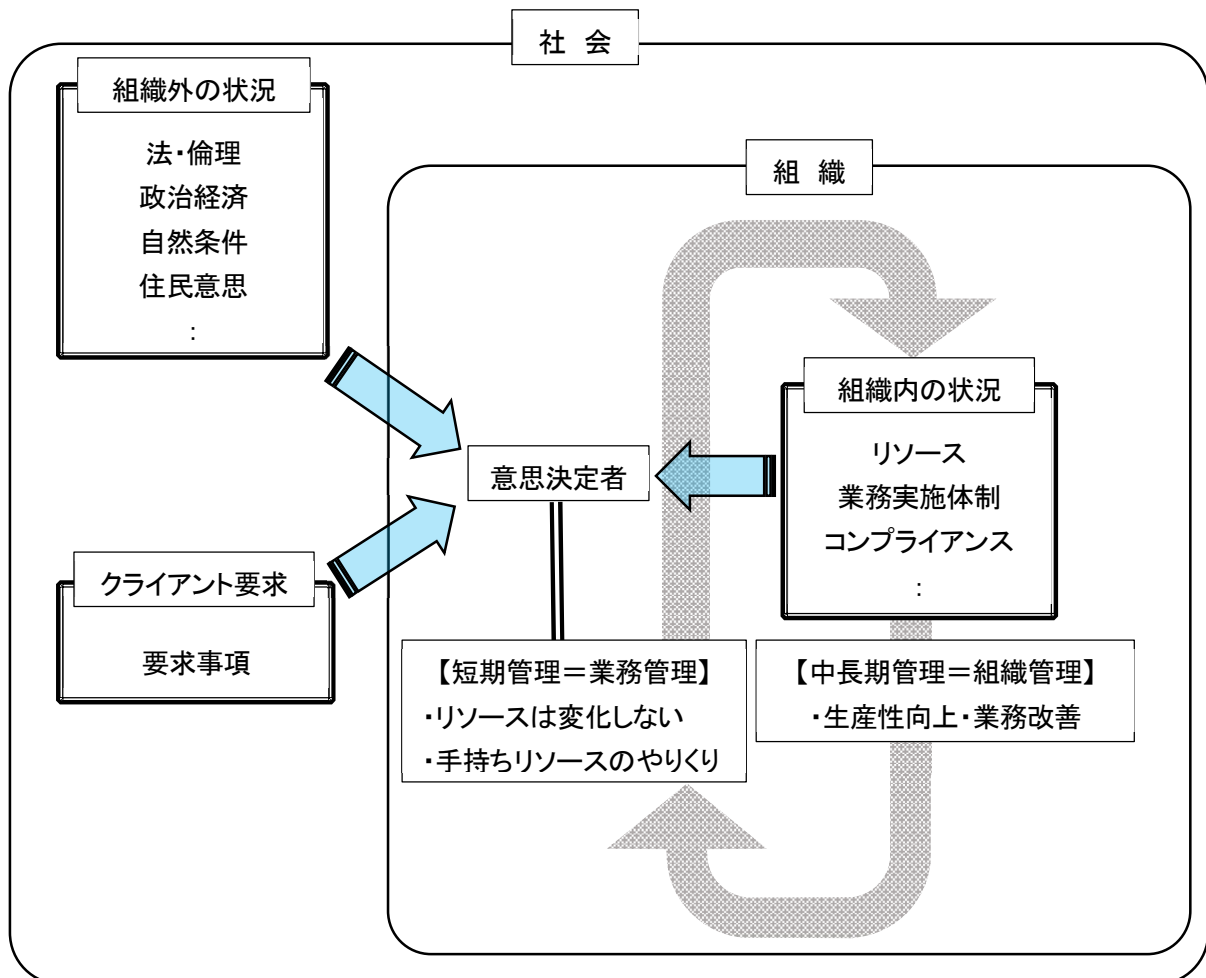 社 会
組織外の状況
法・倫理
政治経済
自然条件
住民意思
:
組 織
組織内の状況
リソース
業務実施体制
コンプライアンス
:
意思決定者
クライアント要求
要求事項
【短期管理=業務管理】
・リソースは変化しない
・手持ちリソースのやりくり
【中長期管理=組織管理】
・生産性向上・業務改善